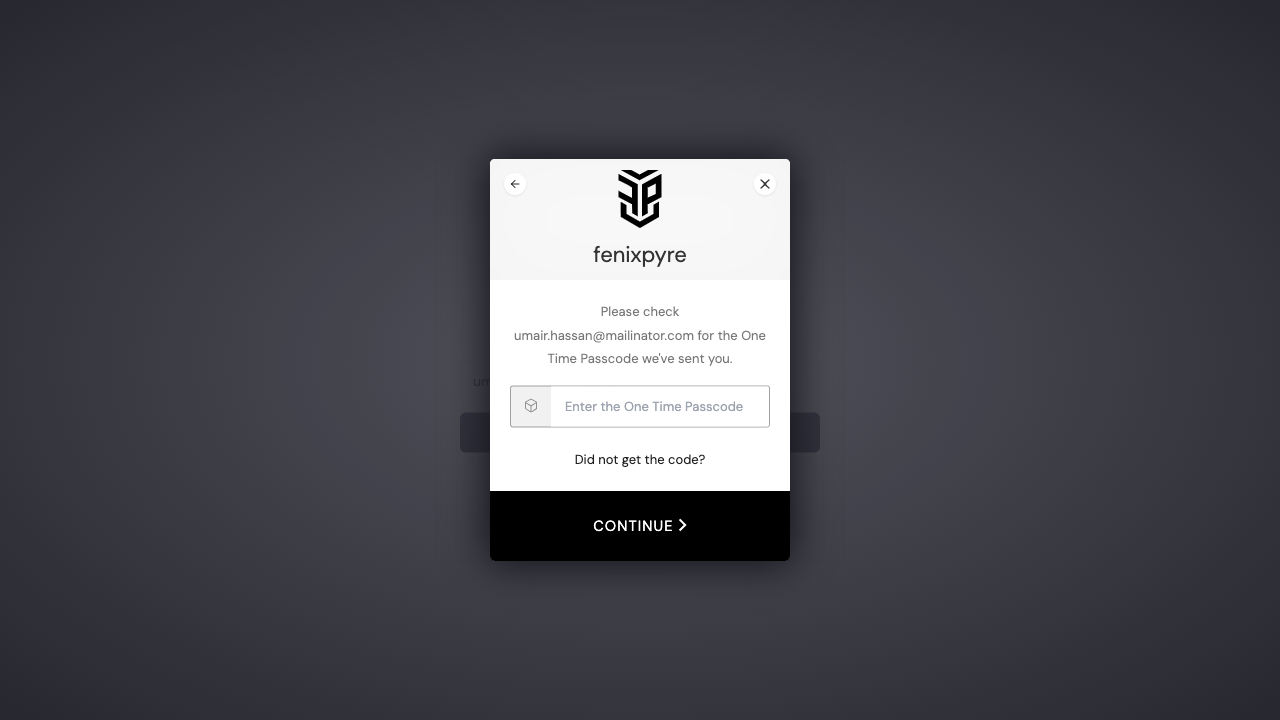 fenixpyre
Please check
umair.hassan@mailinator.com for the One
Time Passcode we've sent you.
Enter the One Time Passcode
Did not get the code?
CONTINUE